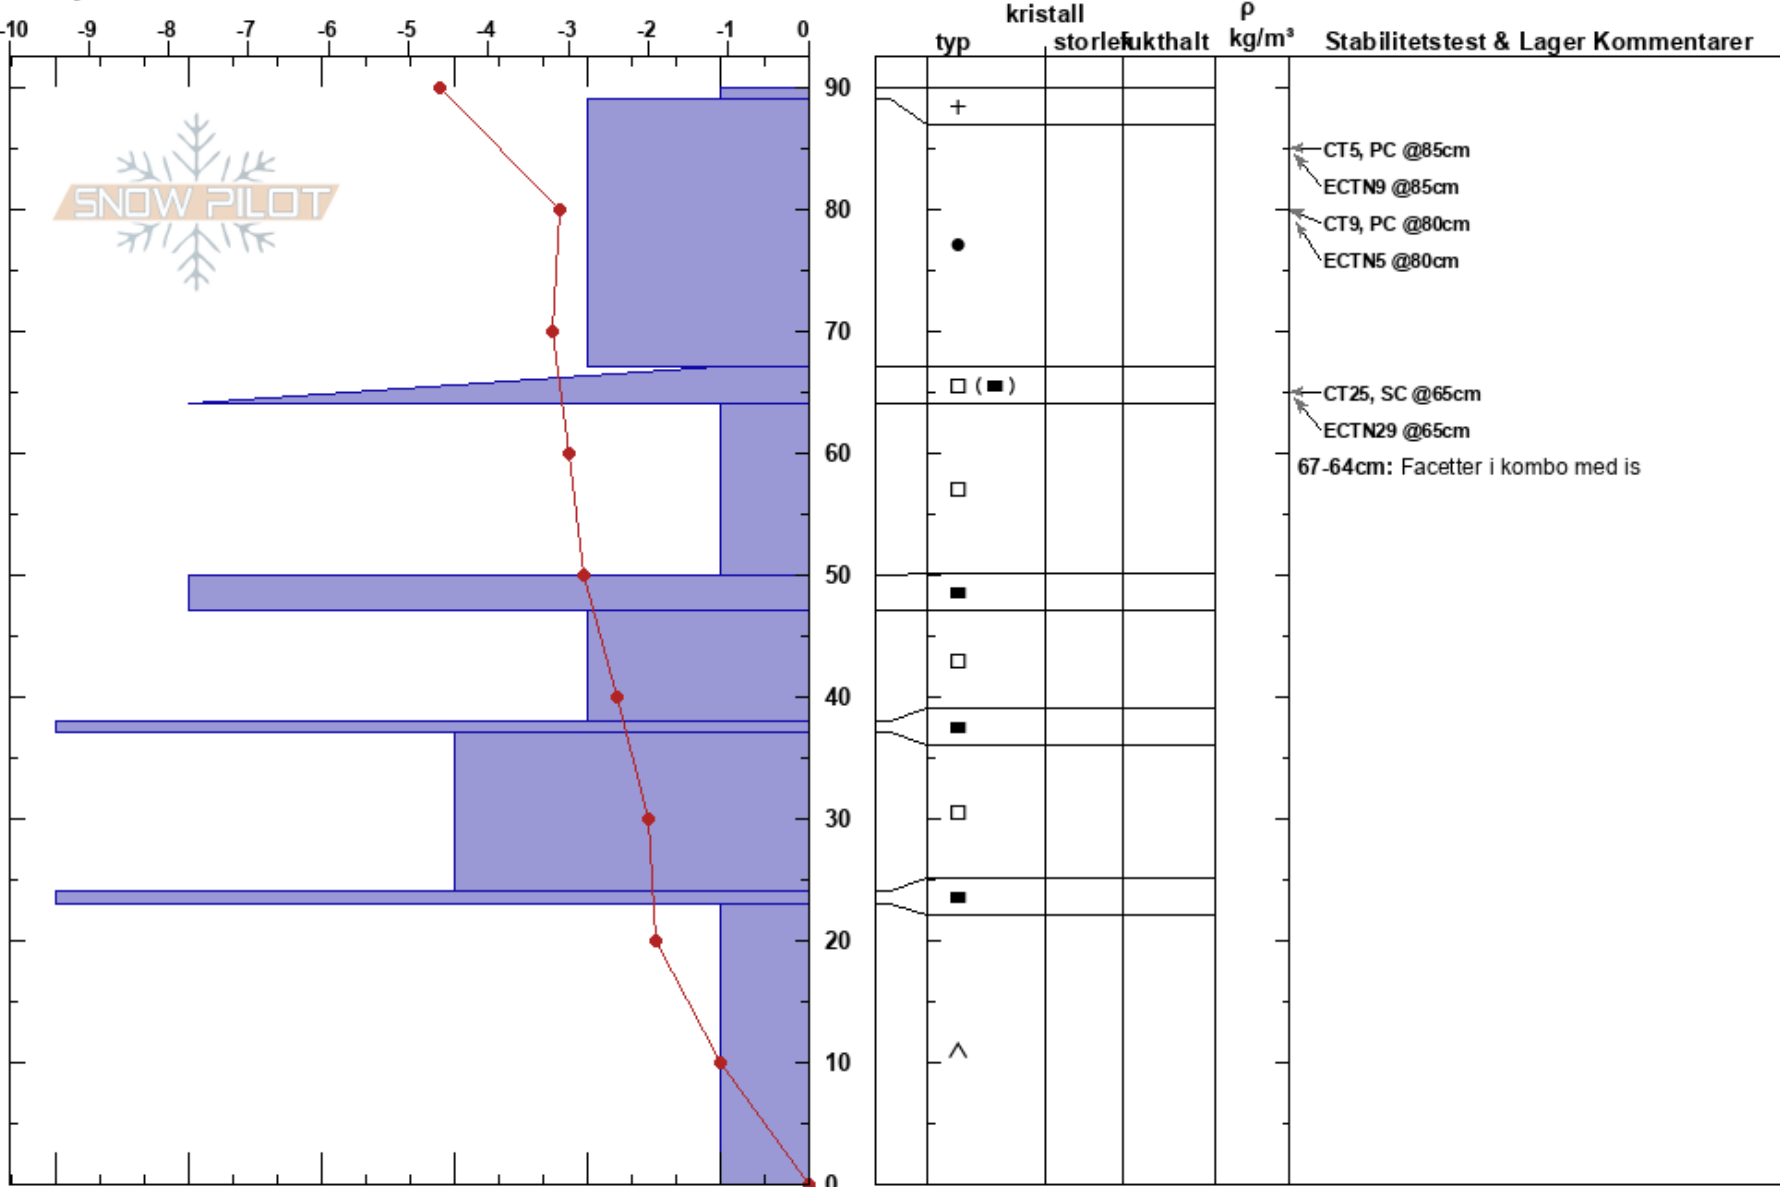 kristall
ρ
-10 -9 -8 -7 -6 -5 -4 -3 -2 -1 0
typ storlek fukthalt kg/m³ Stabilitetstest & Lager Kommentarer
90
+
CT5, PC @85cm
ECTN9 @85cm
SNOW PILOT
80
CT9, PC @80cm
ECTN5 @80cm
70
( )
CT25, SC @65cm
ECTN29 @65cm
60
67-64cm: Facetter i kombo med is
50
40
30
20
10
0